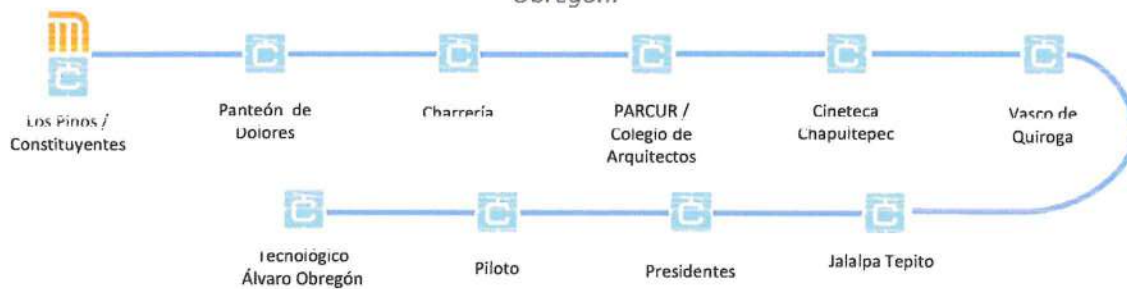 Obregón.
Los Pinos /
Constituyentes
Panteón de
Dolores
Charrería
PARCUR /
Colegio de
Arquitectos
Cineteca
Chapultepec
Vasco de
Quiroga
Tecnológico
Álvaro Obregón
Piloto
Presidentes
Jalalpa Tepito